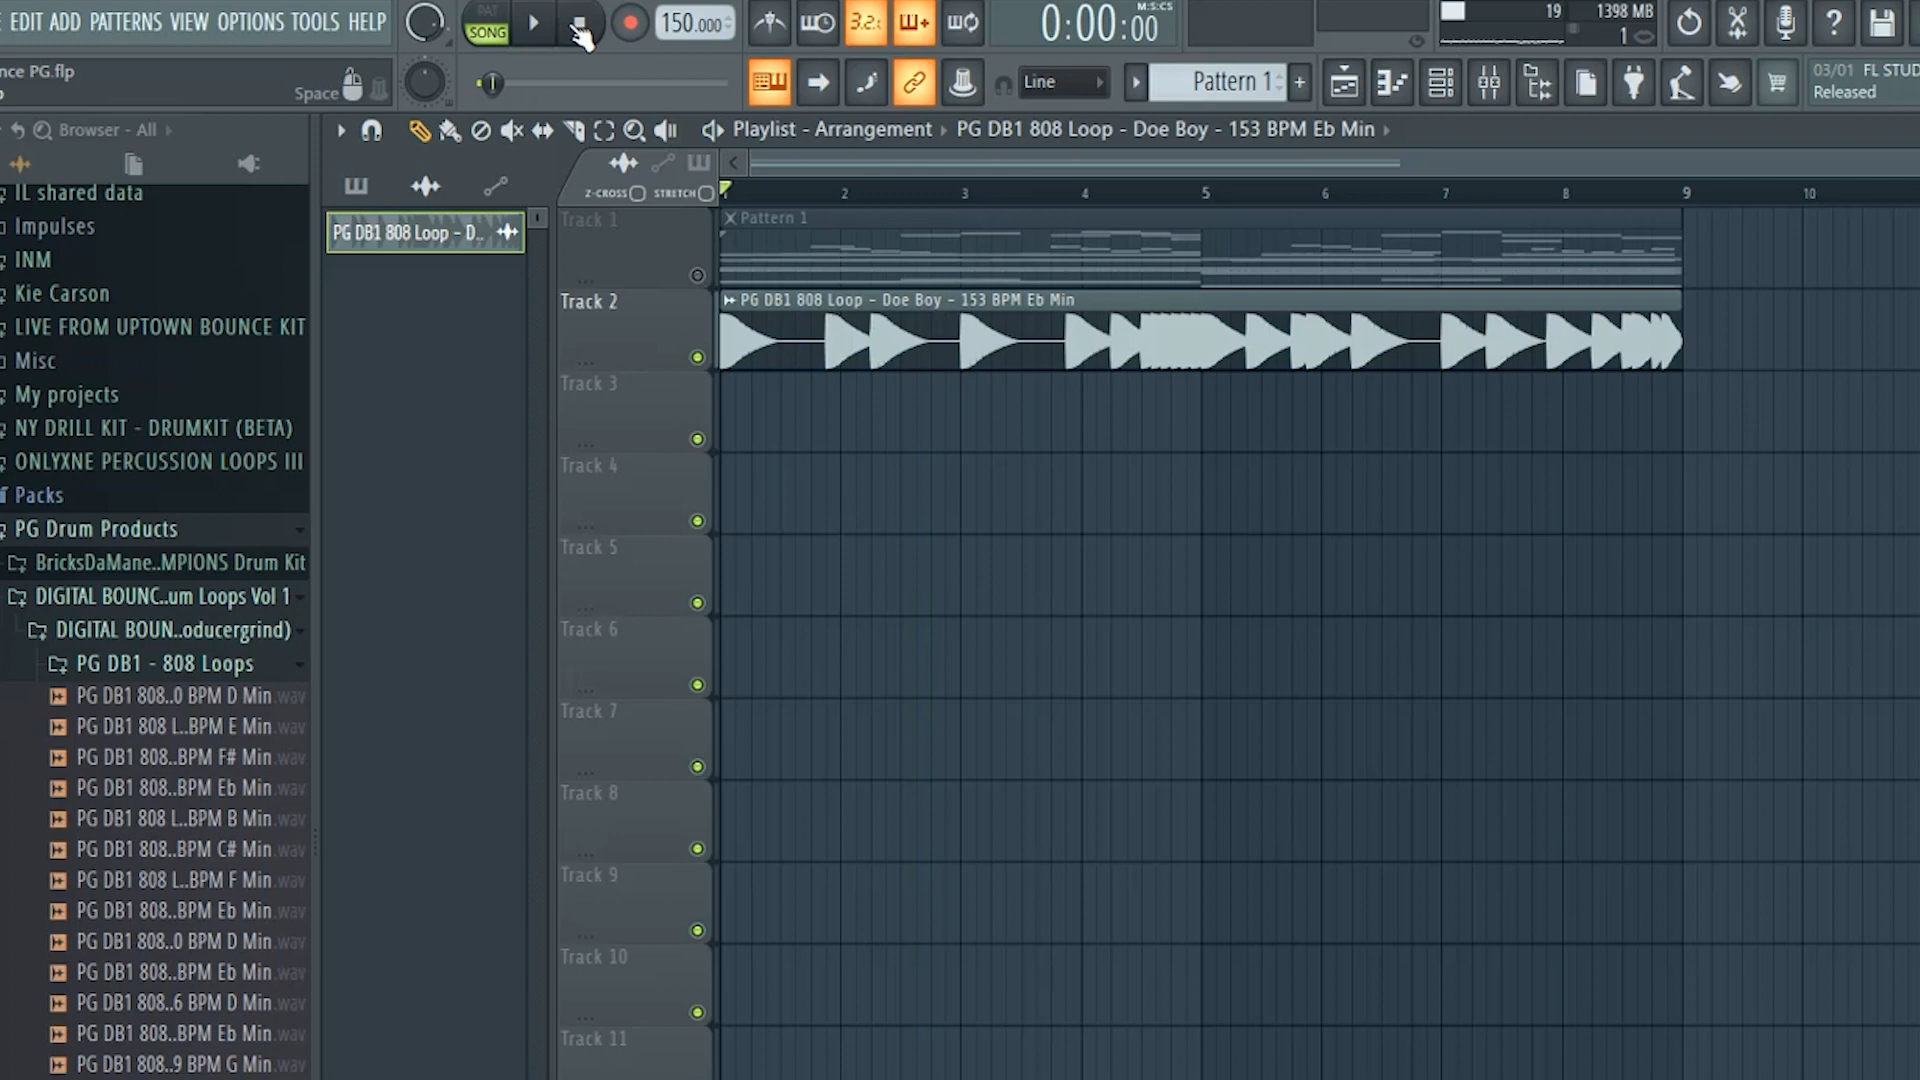 EDIT ADD PATTERNS VIEW OPTIONS TOOLS HELP
PAT
SONG
150.000
3.2:
0:00:00
M:S:CS
19
1398 MB
1
nce PG.flp
Space
Line
Pattern 1
03/01 FL STUD
Released
Browser - All
Playlist - Arrangement
PG DB1 808 Loop - Doe Boy - 153 BPM Eb Min
Z-CROSS
STRETCH
2 3 4 5 6 7 8 9 10
IL shared data
Impulses
INM
Kie Carson
LIVE FROM UPTOWN BOUNCE KIT
Misc
My projects
NY DRILL KIT - DRUMKIT (BETA)
ONLYXNE PERCUSSION LOOPS III
Packs
PG Drum Products
BricksDaMane..MPIONS Drum Kit
DIGITAL BOUNC..um Loops Vol 1
DIGITAL BOUN..oducergrind)
PG DB1 - 808 Loops
PG DB1 808..0 BPM D Min.wav
PG DB1 808 L..BPM E Min.wav
PG DB1 808..BPM F# Min.wav
PG DB1 808..BPM Eb Min.wav
PG DB1 808 L..BPM B Min.wav
PG DB1 808..BPM C# Min.wav
PG DB1 808 L..BPM F Min.wav
PG DB1 808..BPM Eb Min.wav
PG DB1 808..0 BPM D Min.wav
PG DB1 808..BPM Eb Min.wav
PG DB1 808..6 BPM D Min.wav
PG DB1 808..BPM Eb Min.wav
PG DB1 808..9 BPM G Min.wav
PG DB1 808 Loop - D..
Track 1
Pattern 1
Track 2
PG DB1 808 Loop - Doe Boy - 153 BPM Eb Min
Track 3
Track 4
Track 5
Track 6
Track 7
Track 8
Track 9
Track 10
Track 11